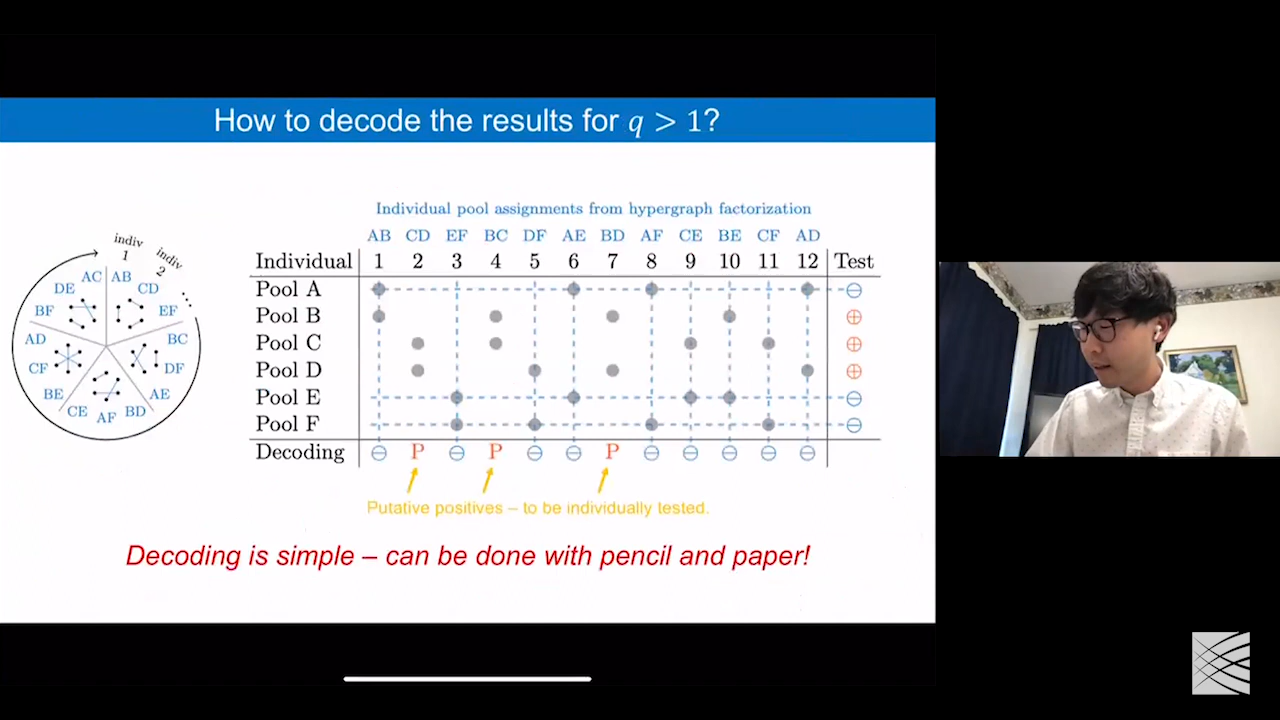 How to decode the results for q > 1?
Individual pool assignments from hypergraph factorization
AB CD EF BC DF AE BD AF CE BE CF AD
Individual 1 2 3 4 5 6 7 8 9 10 11 12 Test
Pool A ⊖
Pool B ⊕
Pool C ⊕
Pool D ⊕
Pool E ⊖
Pool F ⊖
Decoding ⊖ P ⊖ P ⊖ ⊖ P ⊖ ⊖ ⊖ ⊖ ⊖
indiv
1
indiv
2
...
AB
CD
EF
BC
DF
AE
BD
AF
CE
BE
CF
AD
BF
DE
AC
Putative positives – to be individually tested.
Decoding is simple – can be done with pencil and paper!